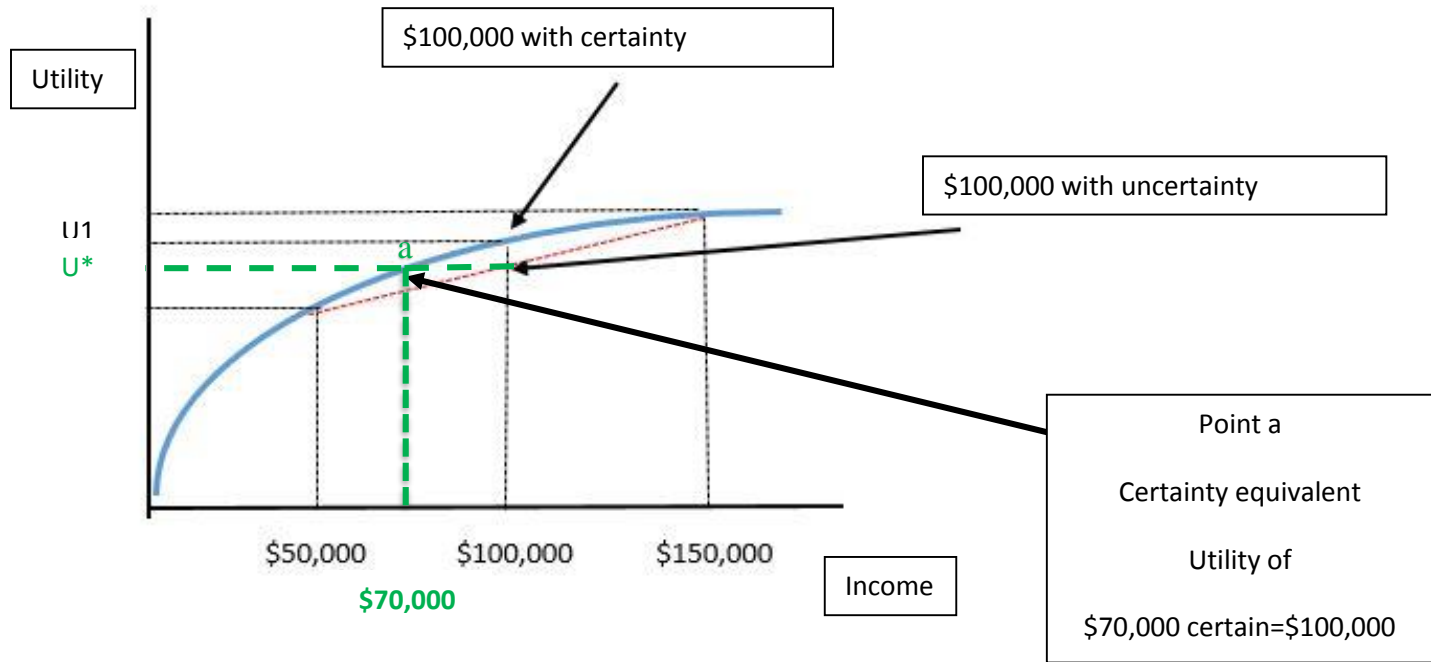 $100,000 with certainty
Utility
$100,000 with uncertainty
U1
U*
a
$50,000
$100,000
$150,000
$70,000
Income
Point a
Certainty equivalent
Utility of
$70,000 certain=$100,000